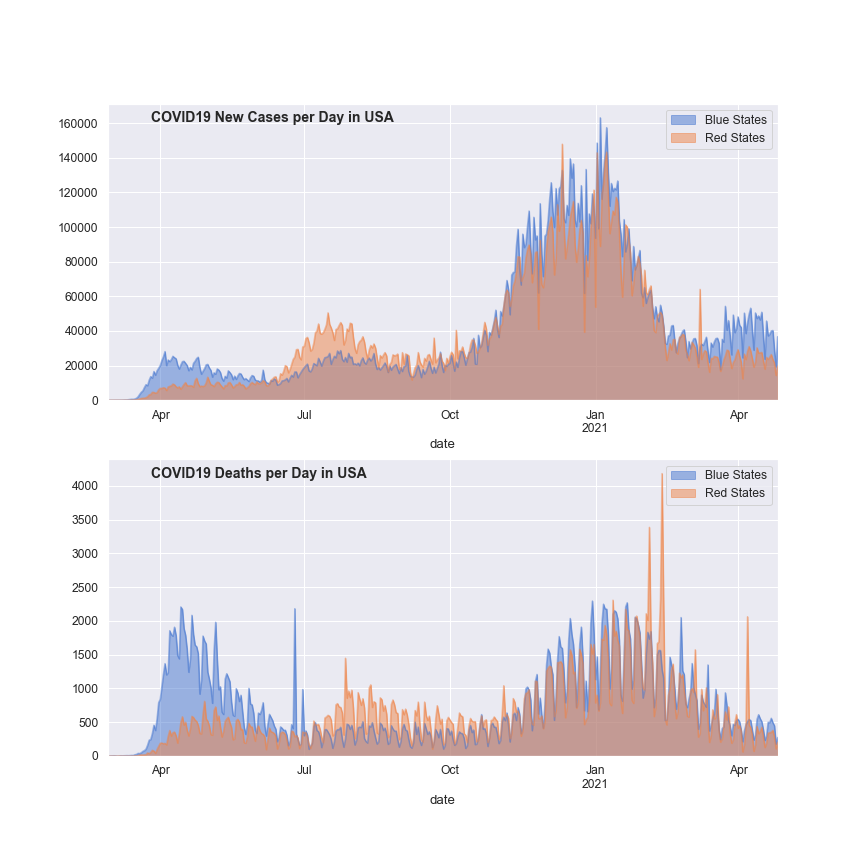 COVID19 New Cases per Day in USA
Blue States
Red States
160000
140000
120000
100000
80000
60000
40000
20000
0
Apr
Jul
Oct
Jan
2021
Apr
date
COVID19 Deaths per Day in USA
Blue States
Red States
4000
3500
3000
2500
2000
1500
1000
500
0
Apr
Jul
Oct
Jan
2021
Apr
date